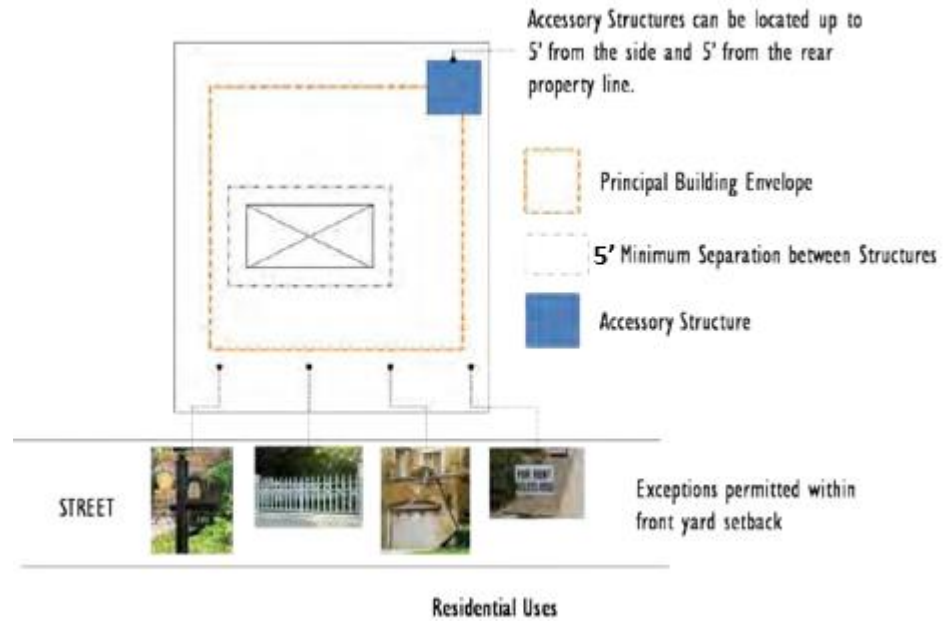 Accessory Structures can be located up to
5' from the side and 5' from the rear
property line.
Principal Building Envelope
5' Minimum Separation between Structures
Accessory Structure
FOR RENT
STREET
Exceptions permitted within
front yard setback
Residential Uses